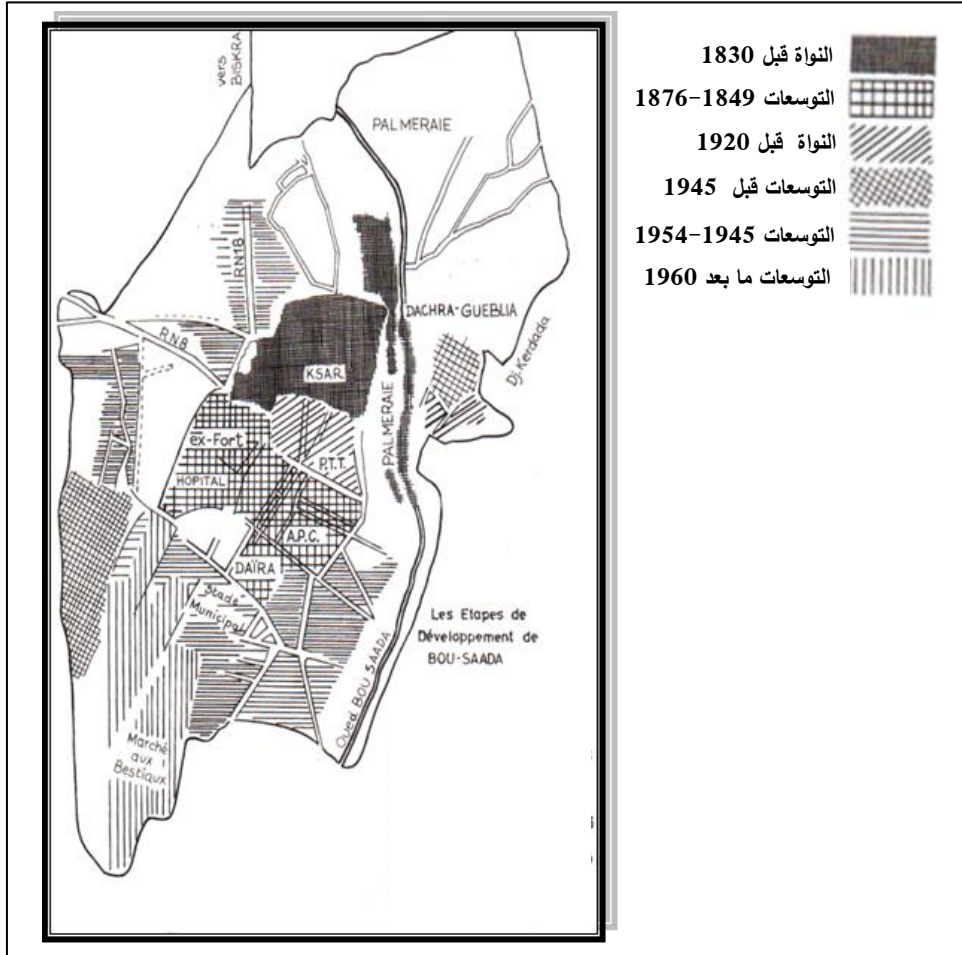 النواة قبل 1830
التوسعات 1849-1876
النواة قبل 1920
التوسعات قبل 1945
التوسعات 1945-1954
التوسعات ما بعد 1960
vers
BISKRA
PALMERAIE
RN18
DACHRA-GUEBLIA
R.N8
Dj.Kerdada
KSAR
PALMERAIE
ex-Fort
P.T.T.
HOPITAL
A.P.C.
DAÏRA
Stade
Municipal
Les Etapes de
Développement de
BOU-SAADA
Oued BOU SAADA
Marché
aux
Bestiaux